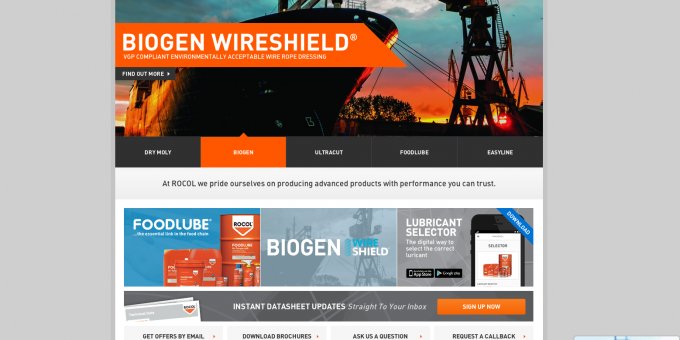 BIOGEN WIRESHIELD®
VGP COMPLIANT ENVIRONMENTALLY ACCEPTABLE WIRE ROPE DRESSING
FIND OUT MORE
DRY MOLY
BIOGEN
ULTRACUT
FOODLUBE
EASYLINE
At ROCOL we pride ourselves on producing advanced products with performance you can trust.
FOODLUBE®
...the essential link in the food chain
ROCOL
BIOGEN WIRE
SHIELD
LUBRICANT
SELECTOR
The digital way
to select the correct
luricant
App Store
Google play
DOWNLOAD
SELECTOR
ROCOL
INSTANT DATASHEET UPDATES Straight To Your Inbox
SIGN UP NOW
GET OFFERS BY EMAIL
DOWNLOAD BROCHURES
ASK US A QUESTION
REQUEST A CALLBACK